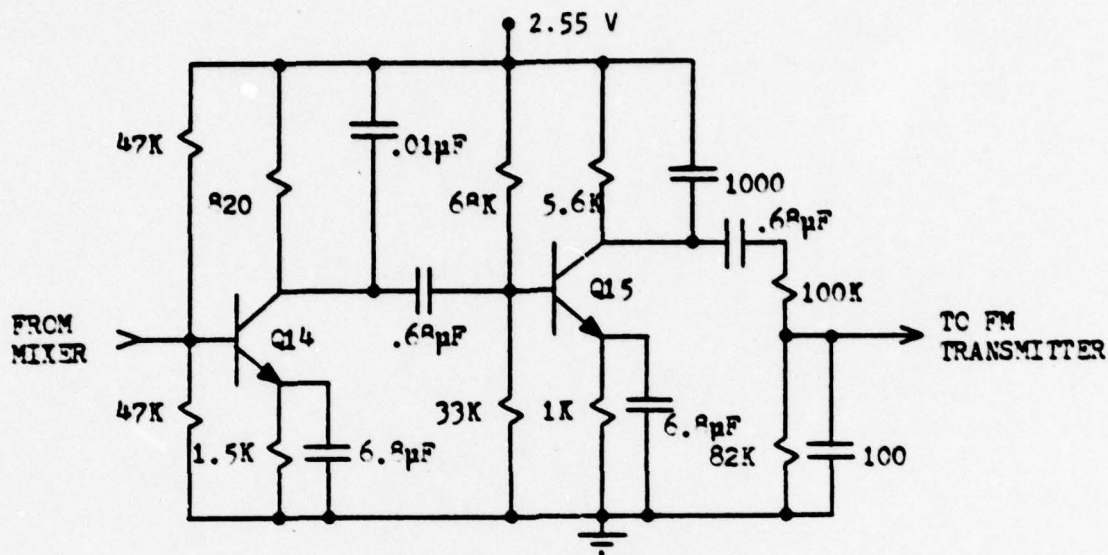 2.55 V
47K
820
.01µF
68K
5.6K
1000
.68µF
Q15
100K
FROM
MIXER
Q14
.68µF
TO FM
TRANSMITTER
47K
1.5K
6.8µF
33K
1K
6.8µF
82K
100